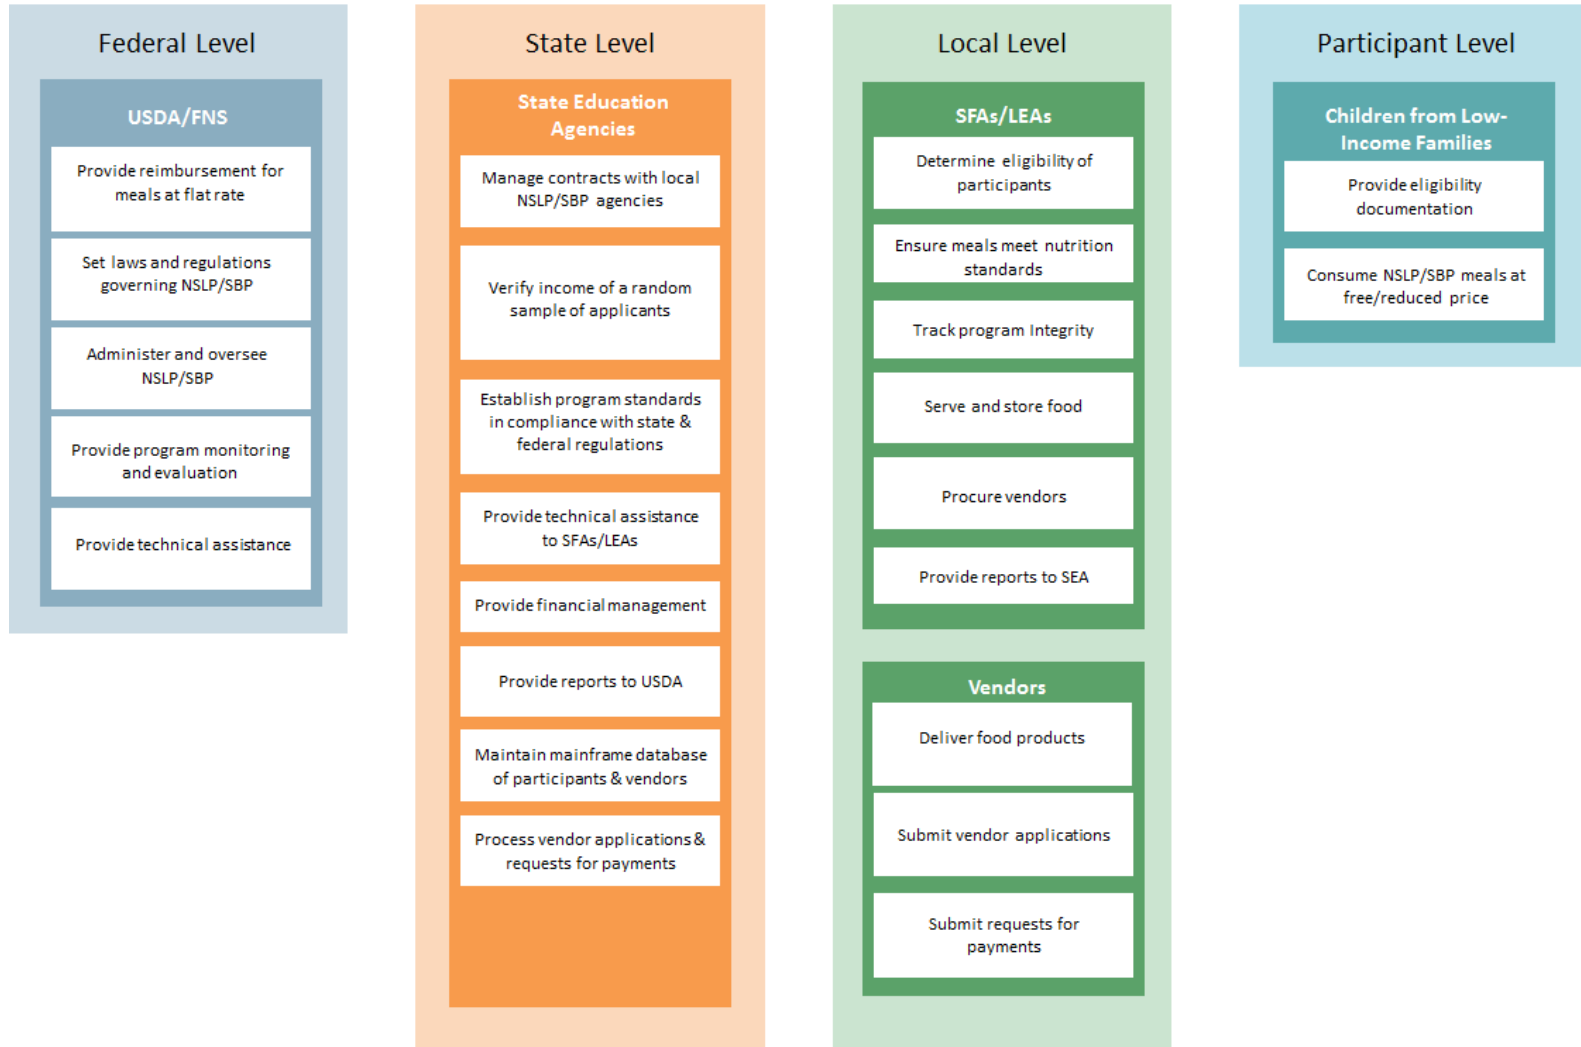 Federal Level
USDA/FNS
Provide reimbursement for
meals at flat rate
Set laws and regulations
governing NSLP/SBP
Administer and oversee
NSLP/SBP
Provide program monitoring
and evaluation
Provide technical assistance
State Level
State Education
Agencies
Manage contracts with local
NSLP/SBP agencies
Verify income of a random
sample of applicants
Establish program standards
in compliance with state &
federal regulations
Provide technical assistance
to SFAs/LEAs
Provide financial management
Provide reports to USDA
Maintain mainframe database
of participants & vendors
Process vendor applications &
requests for payments
Local Level
SFAs/LEAs
Determine eligibility of
participants
Ensure meals meet nutrition
standards
Track program Integrity
Serve and store food
Procure vendors
Provide reports to SEA
Vendors
Deliver food products
Submit vendor applications
Submit requests for
payments
Participant Level
Children from Low-
Income Families
Provide eligibility
documentation
Consume NSLP/SBP meals at
free/reduced price